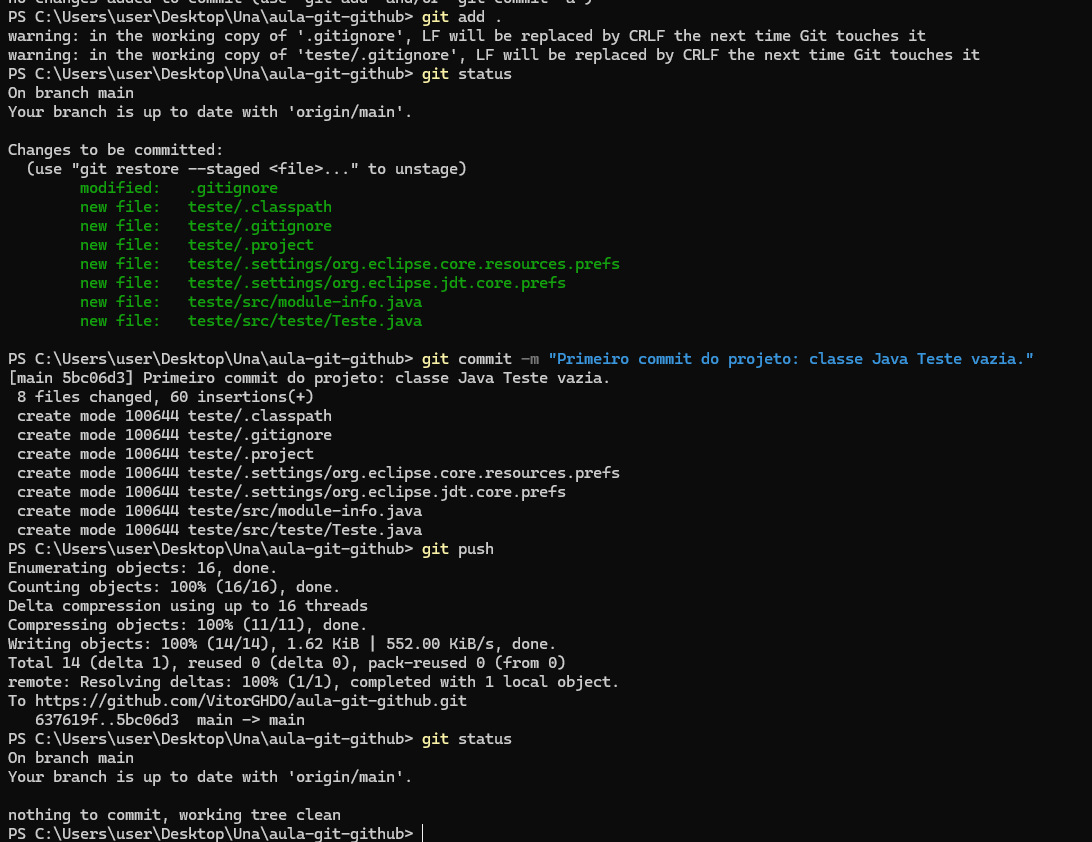 no changes added to commit (use "git add" and/or "git commit -a")
PS C:\Users\user\Desktop\Una\aula-git-github> git add .
warning: in the working copy of '.gitignore', LF will be replaced by CRLF the next time Git touches it
warning: in the working copy of 'teste/.gitignore', LF will be replaced by CRLF the next time Git touches it
PS C:\Users\user\Desktop\Una\aula-git-github> git status
On branch main
Your branch is up to date with 'origin/main'.

Changes to be committed:
  (use "git restore --staged <file>..." to unstage)
        modified:   .gitignore
        new file:   teste/.classpath
        new file:   teste/.gitignore
        new file:   teste/.project
        new file:   teste/.settings/org.eclipse.core.resources.prefs
        new file:   teste/.settings/org.eclipse.jdt.core.prefs
        new file:   teste/src/module-info.java
        new file:   teste/src/teste/Teste.java

PS C:\Users\user\Desktop\Una\aula-git-github> git commit -m "Primeiro commit do projeto: classe Java Teste vazia."
[main 5bc06d3] Primeiro commit do projeto: classe Java Teste vazia.
 8 files changed, 60 insertions(+)
 create mode 100644 teste/.classpath
 create mode 100644 teste/.gitignore
 create mode 100644 teste/.project
 create mode 100644 teste/.settings/org.eclipse.core.resources.prefs
 create mode 100644 teste/.settings/org.eclipse.jdt.core.prefs
 create mode 100644 teste/src/module-info.java
 create mode 100644 teste/src/teste/Teste.java
PS C:\Users\user\Desktop\Una\aula-git-github> git push
Enumerating objects: 16, done.
Counting objects: 100% (16/16), done.
Delta compression using up to 16 threads
Compressing objects: 100% (11/11), done.
Writing objects: 100% (14/14), 1.62 KiB | 552.00 KiB/s, done.
Total 14 (delta 1), reused 0 (delta 0), pack-reused 0 (from 0)
remote: Resolving deltas: 100% (1/1), completed with 1 local object.
To https://github.com/VitorGHDO/aula-git-github.git
   637619f..5bc06d3  main -> main
PS C:\Users\user\Desktop\Una\aula-git-github> git status
On branch main
Your branch is up to date with 'origin/main'.

nothing to commit, working tree clean
PS C:\Users\user\Desktop\Una\aula-git-github>